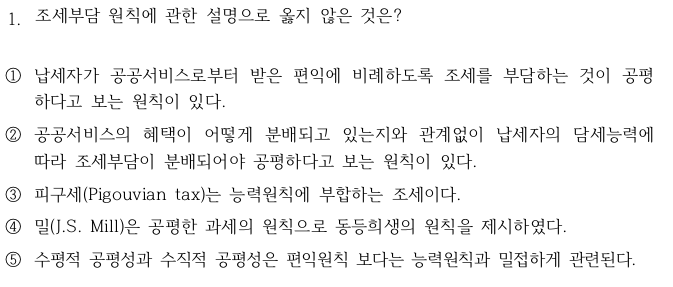 1. 조세부담 원칙에 관한 설명으로 옳지 않은 것은?
① 납세자가 공공서비스로부터 받은 편익에 비례하도록 조세를 부담하는 것이 공평
하다고 보는 원칙이 있다.
② 공공서비스의 혜택이 어떻게 분배되고 있는지와 관계없이 납세자의 담세능력에
따라 조세부담이 분배되어야 공평하다고 보는 원칙이 있다.
③ 피구세(Pigouvian tax)는 능력원칙에 부합하는 조세이다.
④ 밀(J.S. Mill)은 공평한 과세의 원칙으로 동등희생의 원칙을 제시하였다.
⑤ 수평적 공평성과 수직적 공평성은 편익원칙 보다는 능력원칙과 밀접하게 관련된다.